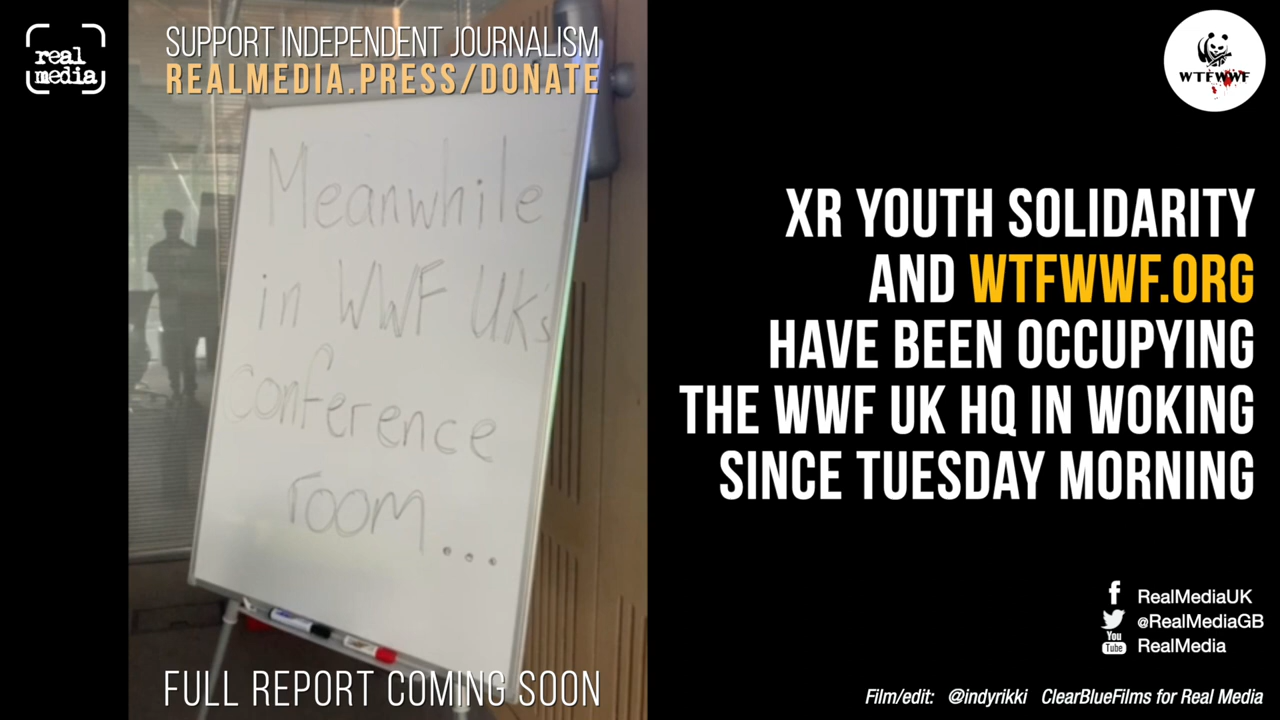 real
media
SUPPORT INDEPENDENT JOURNALISM
REALMEDIA.PRESS/DONATE
WTFWWF
Meanwhile
in WWF UK's
conference
room...
FULL REPORT COMING SOON
XR YOUTH SOLIDARITY
AND WTFWWF.ORG
HAVE BEEN OCCUPYING
THE WWF UK HQ IN WOKING
SINCE TUESDAY MORNING
f RealMediaUK
@RealMediaGB
You
Tube RealMedia
Film/edit: @indyrikki ClearBlueFilms for Real Media